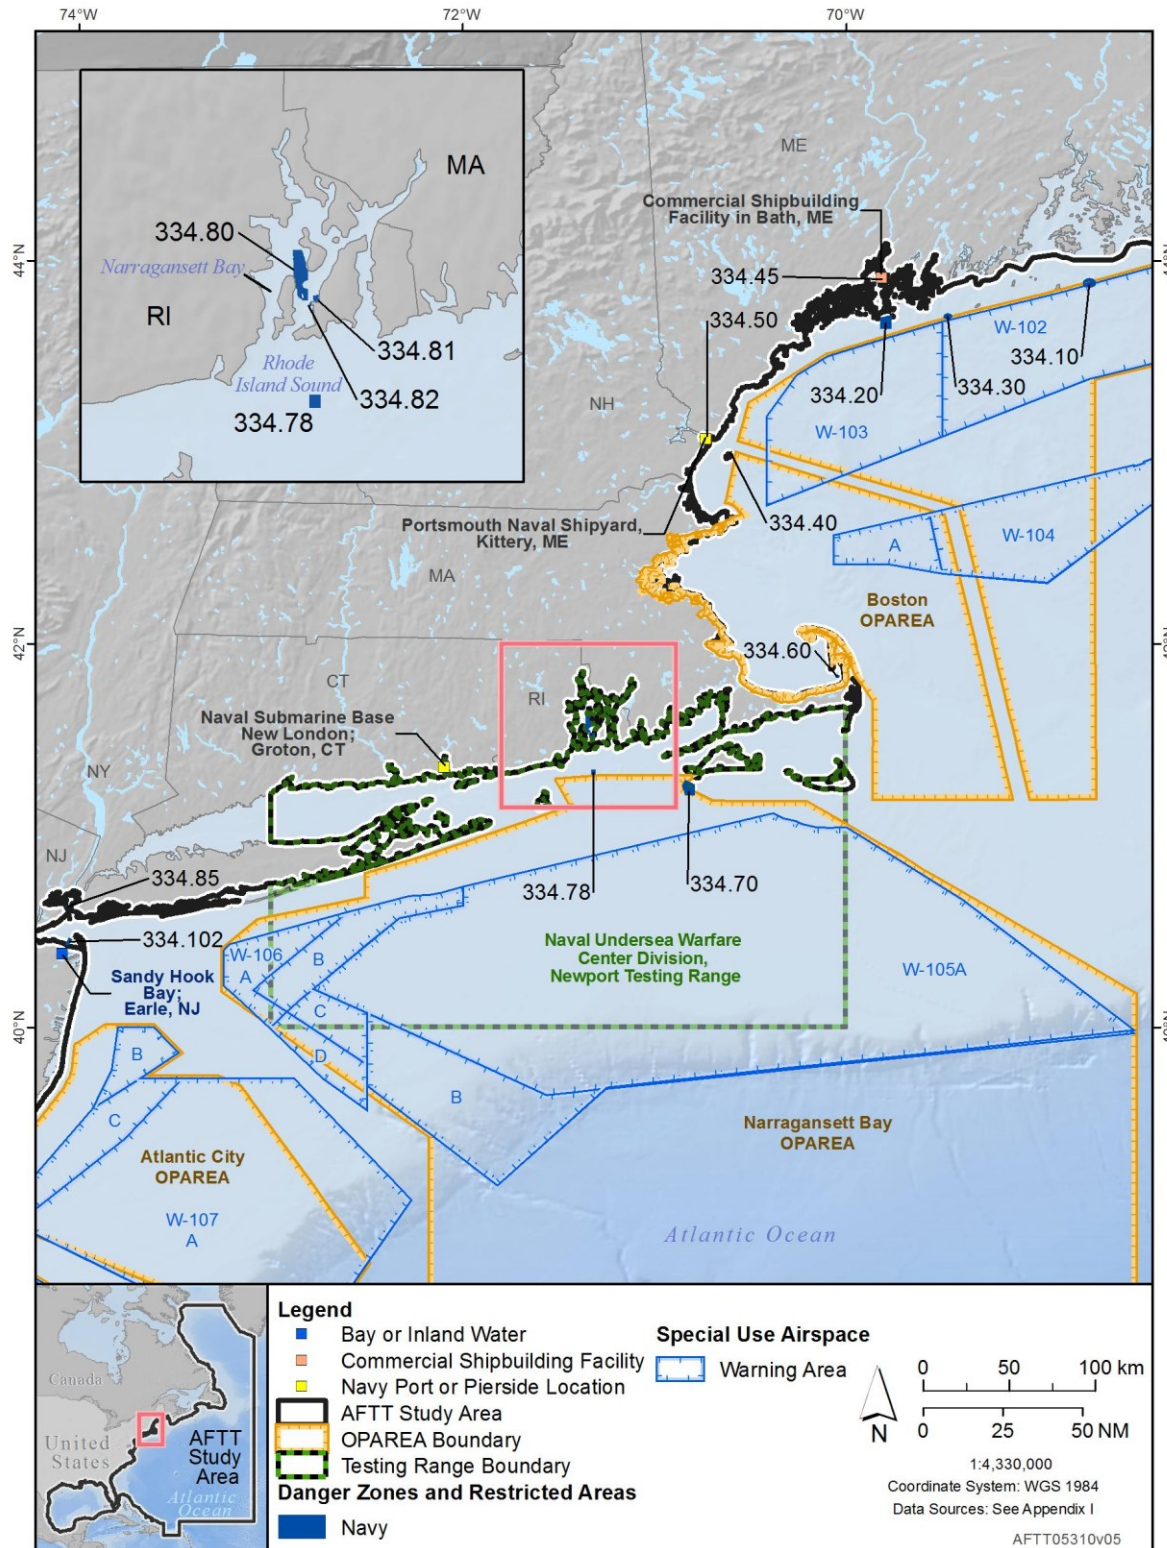 74°W
72°W
70°W
MA
334.80
Narragansett Bay
RI
334.81
Rhode
Island Sound
334.82
334.78
ME
Commercial Shipbuilding
Facility in Bath, ME
44°N
44°N
334.45
334.50
W-102
334.10
334.30
334.20
W-103
NH
Portsmouth Naval Shipyard,
Kittery, ME
334.40
W-104
A
MA
Boston
OPAREA
42°N
42°N
334.60
CT
RI
Naval Submarine Base
New London;
Groton, CT
NY
NJ
334.85
334.78
334.70
334.102
Naval Undersea Warfare
Center Division,
Newport Testing Range
W-105A
W-106
A
B
C
D
Sandy Hook
Bay;
Earle, NJ
40°N
40°N
B
B
C
Narragansett Bay
OPAREA
Atlantic City
OPAREA
W-107
A
Atlantic Ocean
Canada
United
States
AFTT
Study
Area
Atlantic
Ocean
Legend
Bay or Inland Water
Commercial Shipbuilding Facility
Navy Port or Pierside Location
AFTT Study Area
OPAREA Boundary
Testing Range Boundary
Danger Zones and Restricted Areas
Navy
Special Use Airspace
Warning Area
N
0 50 100 km
0 25 50 NM
1:4,330,000
Coordinate System: WGS 1984
Data Sources: See Appendix I
AFTT05310v05